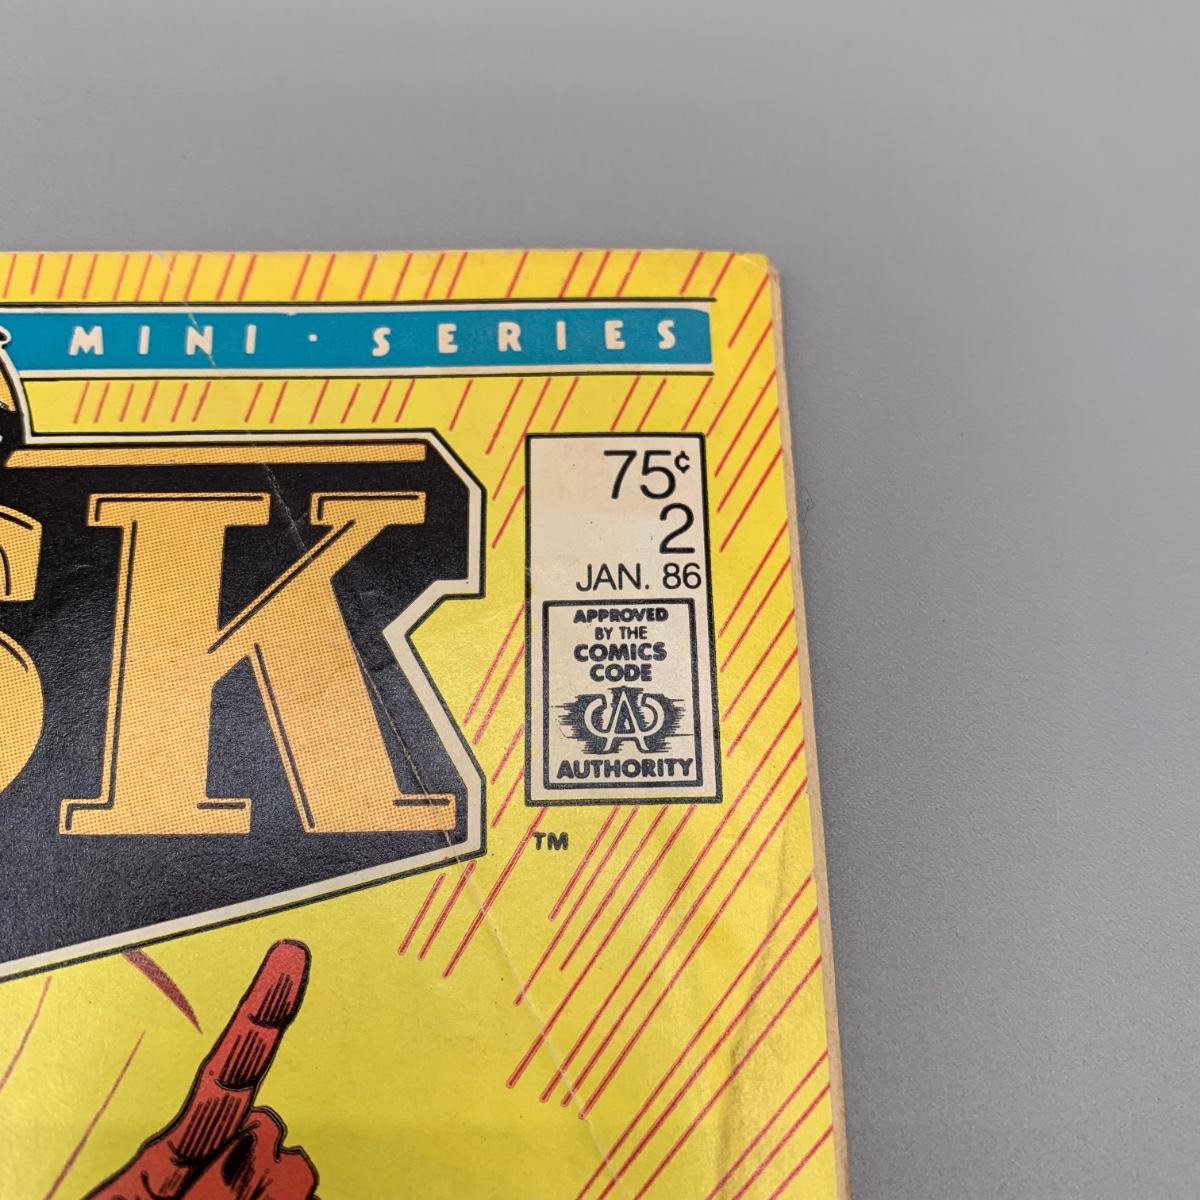 MINI · SERIES
SK
75¢
2
JAN. 86
APPROVED
BY THE
COMICS
CODE
CA
AUTHORITY
TM